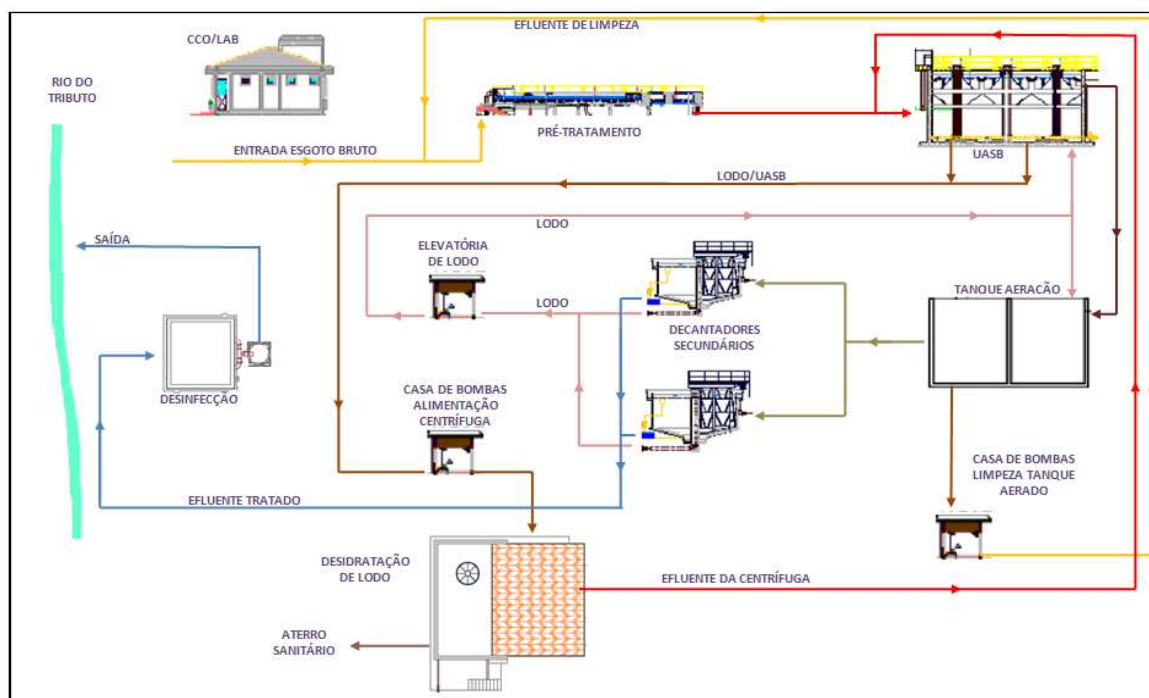 EFLUENTE DE LIMPEZA
CCO/LAB
RIO DO
TRIBUTO
PRÉ-TRATAMENTO
ENTRADA ESGOTO BRUTO
UASB
LODO/UASB
LODO
SAÍDA
ELEVATÓRIA
DE LODO
TANQUE AERACÃO
LODO
DECANTADORES
SECUNDÁRIOS
DESINFECÇÃO
CASA DE BOMBAS
ALIMENTAÇÃO
CENTRÍFUGA
CASA DE BOMBAS
LIMPEZA TANQUE
AERADO
EFLUENTE TRATADO
DESIDRATAÇÃO
DE LODO
EFLUENTE DA CENTRÍFUGA
ATERRO
SANITÁRIO